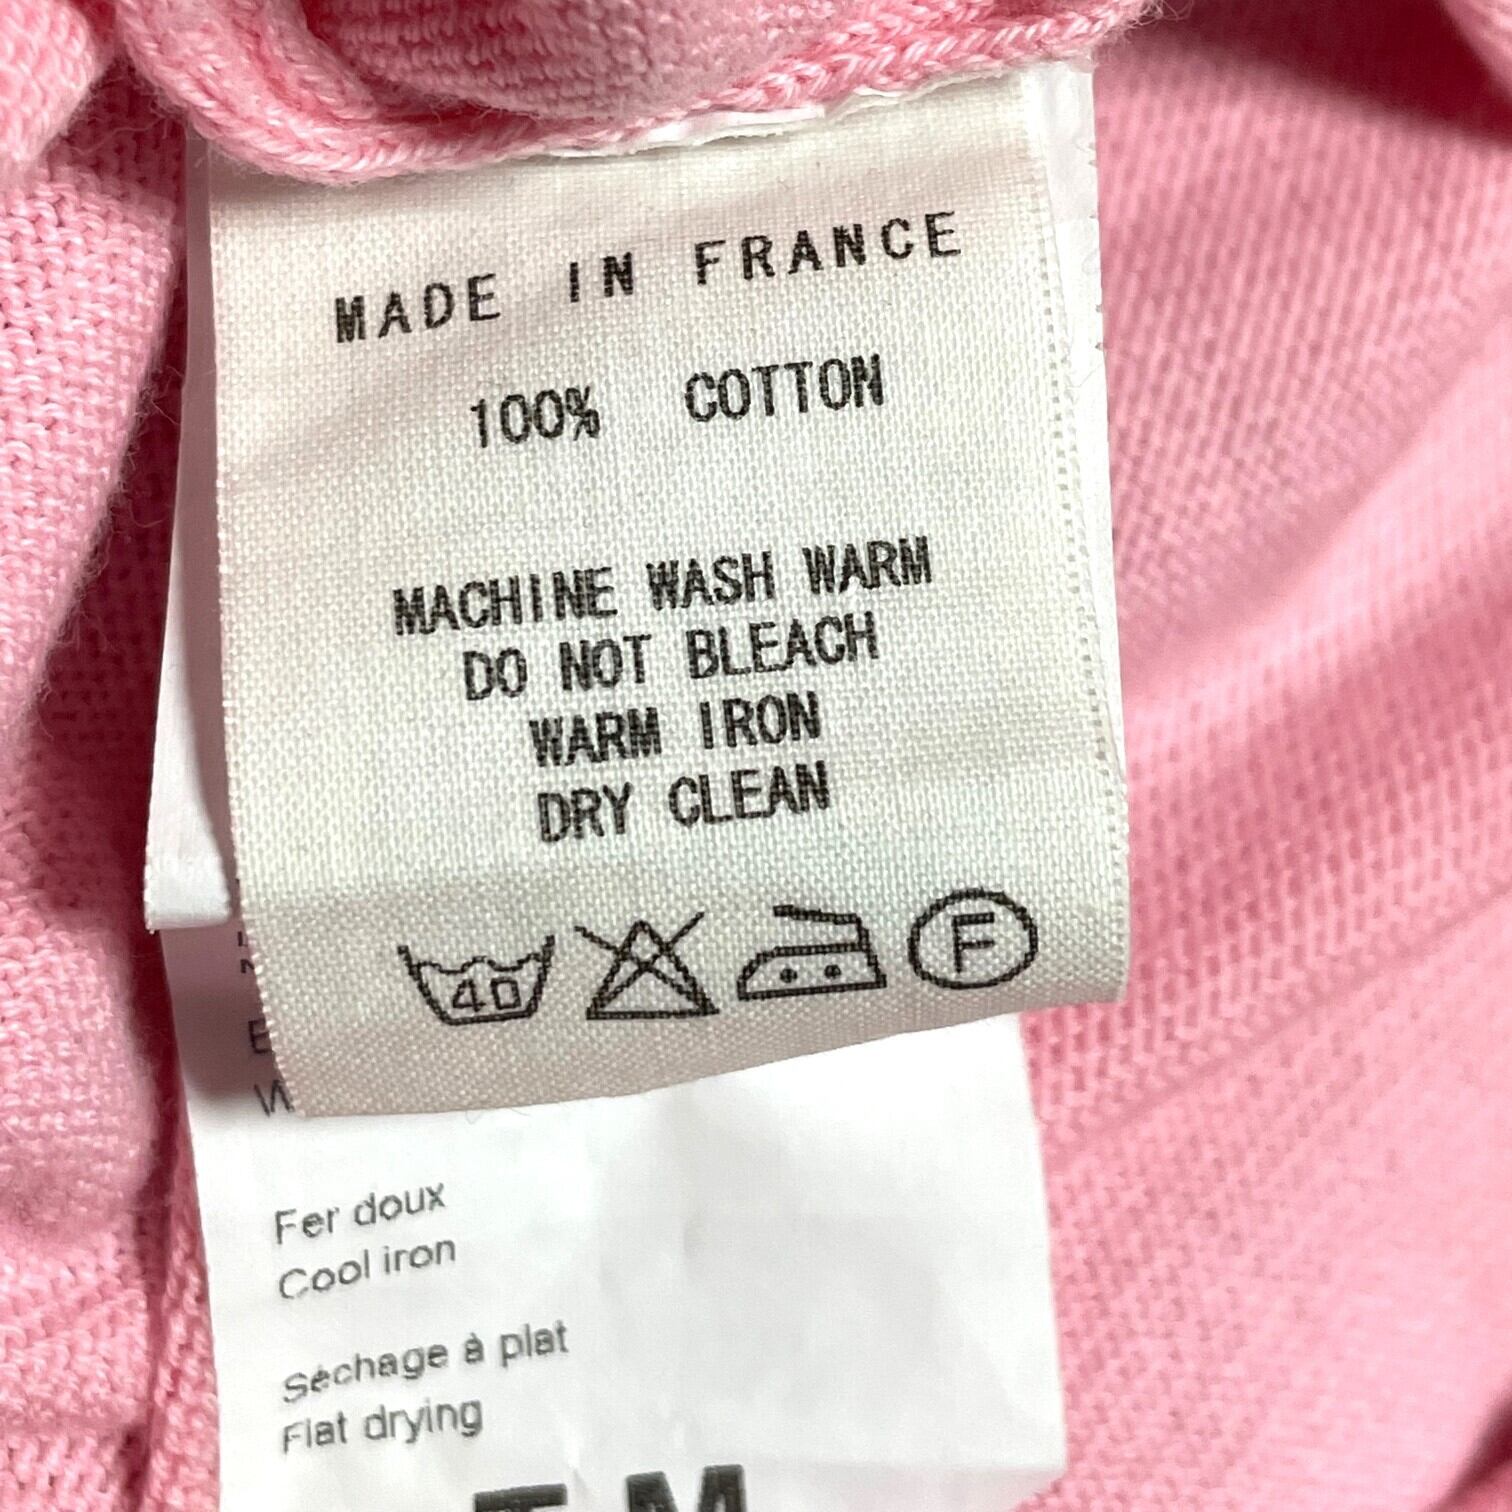 MADE IN FRANCE
100% COTTON
MACHINE WASH WARM
DO NOT BLEACH
WARM IRON
DRY CLEAN
40 F
Fer doux
Cool iron
Séchage à plat
Flat drying